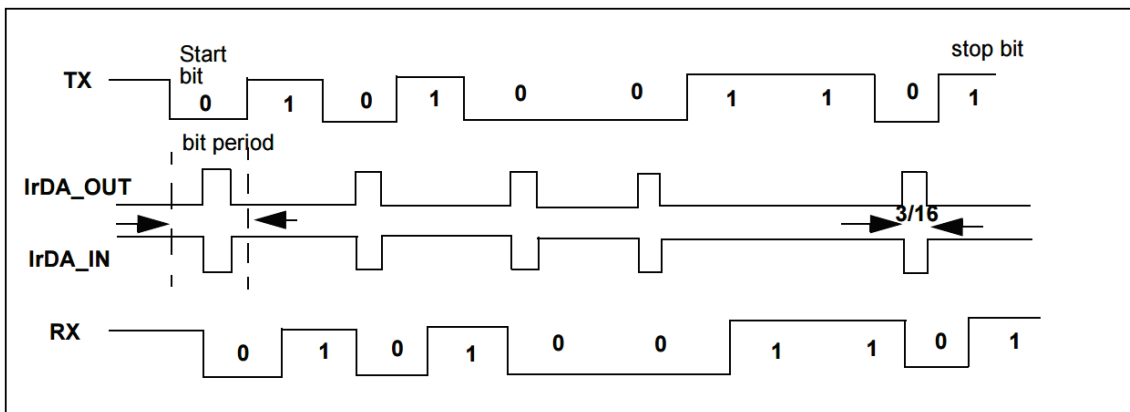 Start
bit
stop bit
TX
0 1 0 1 0 0 1 1 0 1
bit period
IrDA_OUT
3/16
IrDA_IN
RX
0 1 0 1 0 0 1 1 0 1